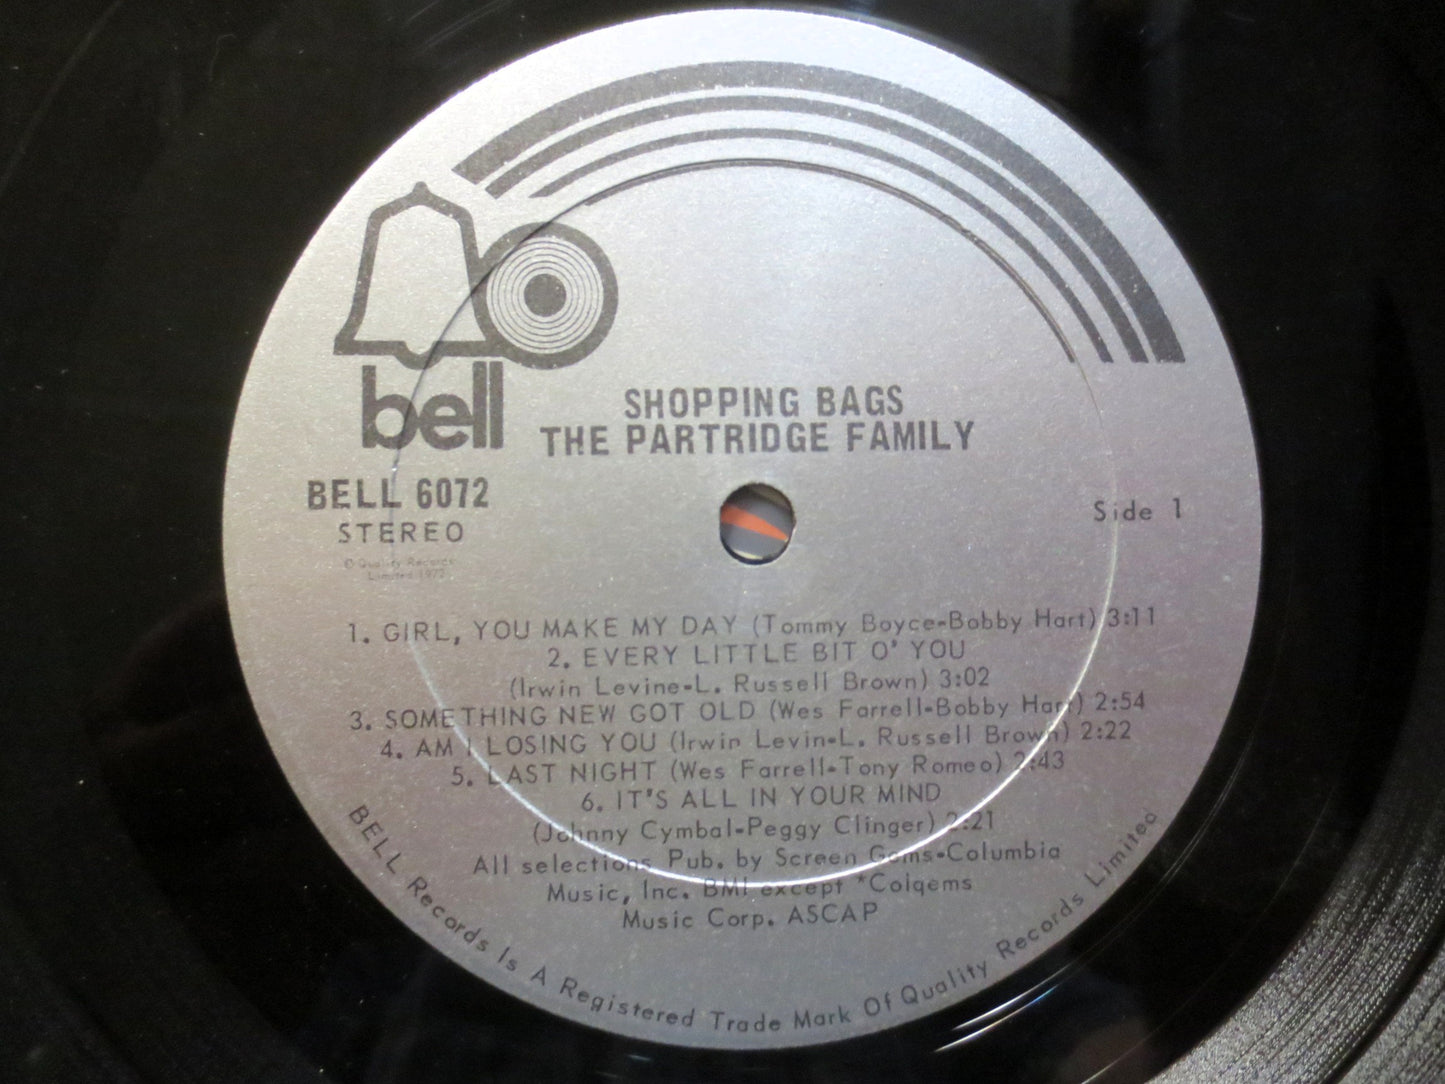 bell
SHOPPING BAGS
THE PARTRIDGE FAMILY
BELL 6072
STEREO
© Quality Records
Limited 1972
Side 1
1. GIRL, YOU MAKE MY DAY (Tommy Boyce-Bobby Hart) 3:11
2. EVERY LITTLE BIT O' YOU
(Irwin Levine-L. Russell Brown) 3:02
3. SOMETHING NEW GOT OLD (Wes Farrell-Bobby Hart) 2:54
4. AM I LOSING YOU (Irwin Levin-L. Russell Brown) 2:22
5. LAST NIGHT (Wes Farrell-Tony Romeo) 2:43
6. IT'S ALL IN YOUR MIND
(Johnny Cymbal-Peggy Clinger) 2:21
All selections Pub. by Screen Gems-Columbia
Music, Inc. BMI except *Colgems
Music Corp. ASCAP
BELL Records Is A Registered Trade Mark Of Quality Records Limited